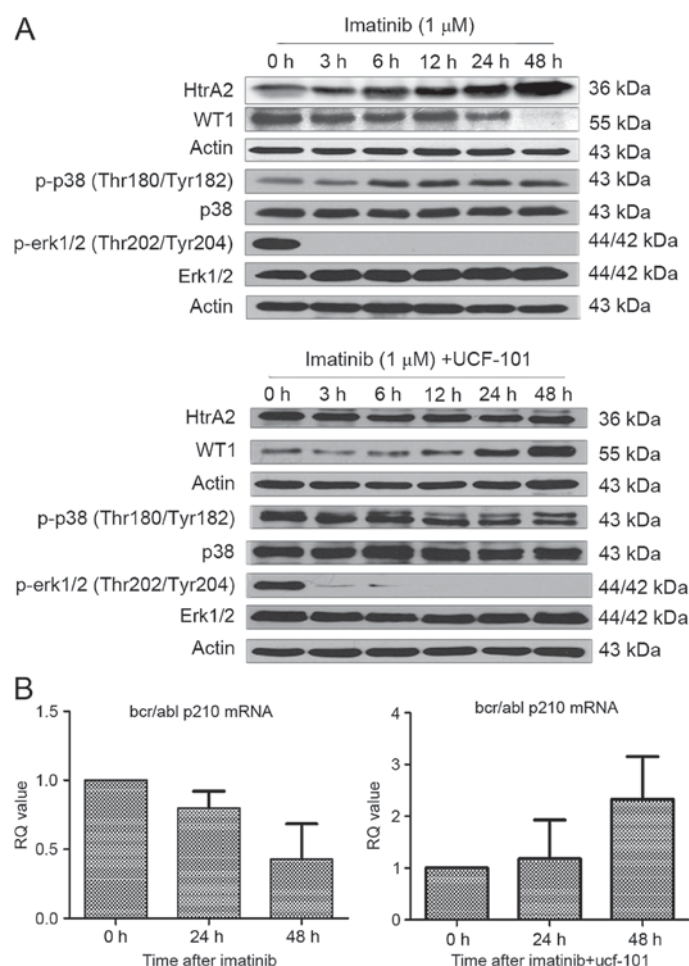 A
Imatinib (1 μM)
0 h 3 h 6 h 12 h 24 h 48 h
HtrA2 36 kDa
WT1 55 kDa
Actin 43 kDa
p-p38 (Thr180/Tyr182) 43 kDa
p38 43 kDa
p-erk1/2 (Thr202/Tyr204) 44/42 kDa
Erk1/2 44/42 kDa
Actin 43 kDa
Imatinib (1 μM) +UCF-101
0 h 3 h 6 h 12 h 24 h 48 h
HtrA2 36 kDa
WT1 55 kDa
Actin 43 kDa
p-p38 (Thr180/Tyr182) 43 kDa
p38 43 kDa
p-erk1/2 (Thr202/Tyr204) 44/42 kDa
Erk1/2 44/42 kDa
Actin 43 kDa
B
bcr/abl p210 mRNA
RQ value
1.5
1.0
0.5
0.0
0 h 24 h 48 h
Time after imatinib
bcr/abl p210 mRNA
RQ value
4
3
2
1
0
0 h 24 h 48 h
Time after imatinib+ucf-101